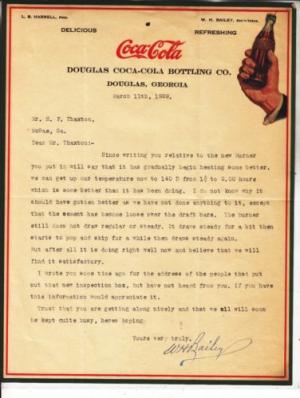 L. B. HARRELL, PRES.
W. H. BAILEY, SEC'Y-TREAS.
DELICIOUS
REFRESHING
Coca-Cola
DOUGLAS COCA-COLA BOTTLING CO.
DOUGLAS, GEORGIA
March 11th, 1929.
Mr. S. F. Thaxton,
McRae, Ga.
Dear Mr. Thaxton:-
Since writing you relative to the new Burner
you put in will say that it has gradually begin heating some better.
we can get up our temperature now to 140 D from 1½ to 2.00 hours
which is some better than it has been doing. I do not know why it
should have gotten better as we have not done anything to it, except
that the cement has become loose over the draft bars. The burner
still does not draw regular or steady. It draws steady for a bit then
starts to pop and skip for a while then draws steady again.
But after all it is doing right well now and believe that we will
find it satisfactory.
I wrote you some time ago for the address of the people that put
out that new inspection box, but have not heard from you. If you have
this information would appreciate it.
Trust that you are getting along nicely and that we all will soon
be kept quite busy, heres hoping.
Yours very truly,
W H Bailey